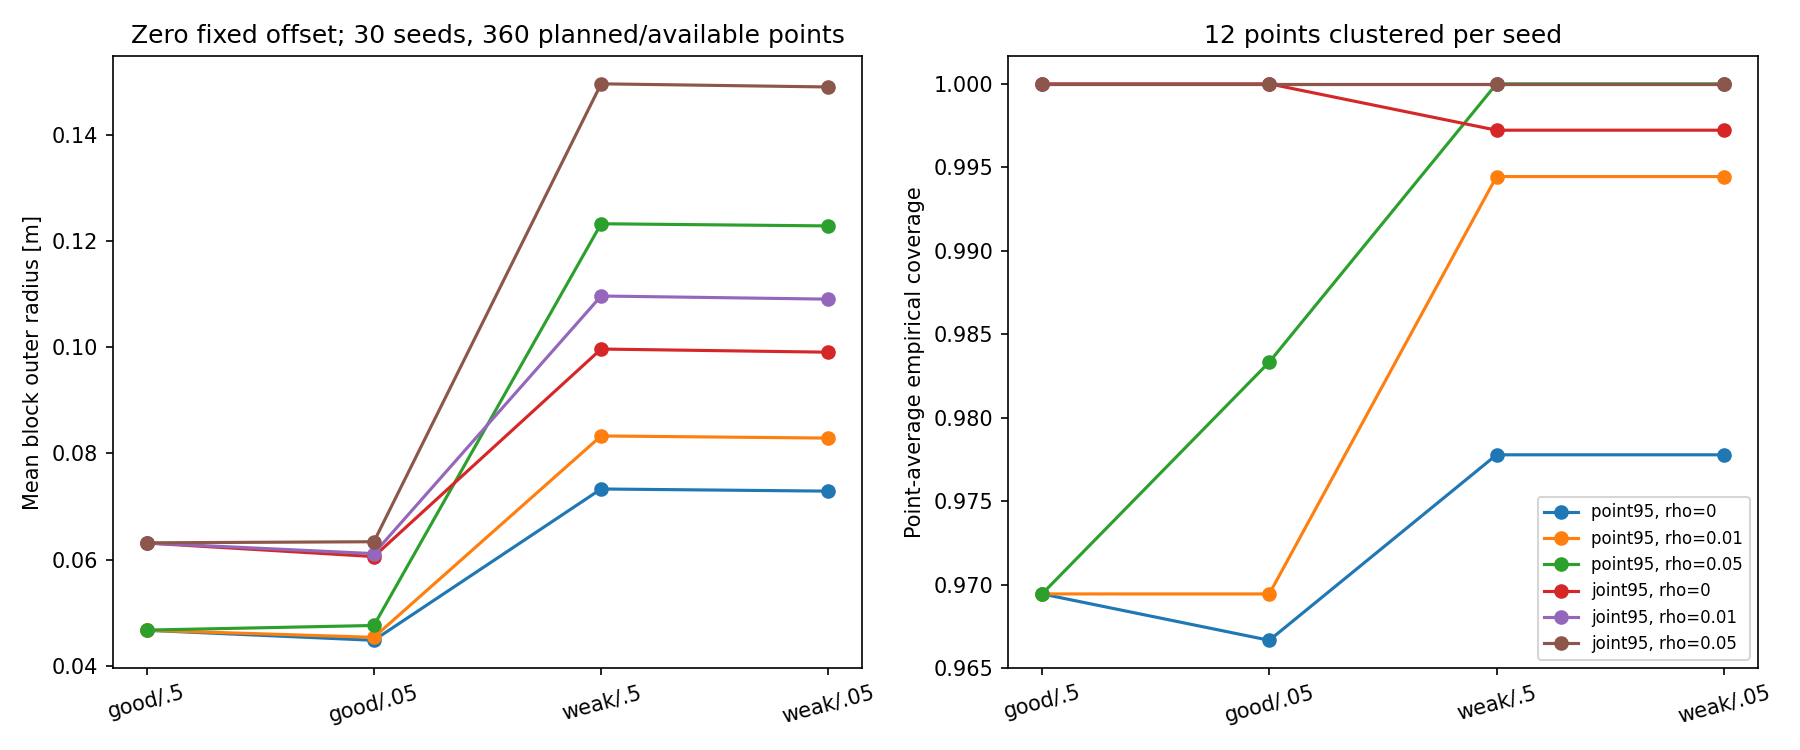 Zero fixed offset; 30 seeds, 360 planned/available points
Mean block outer radius [m]
0.14
0.12
0.10
0.08
0.06
0.04
good/.5
good/.05
weak/.5
weak/.05
12 points clustered per seed
Point-average empirical coverage
1.000
0.995
0.990
0.985
0.980
0.975
0.970
0.965
good/.5
good/.05
weak/.5
weak/.05
point95, rho=0
point95, rho=0.01
point95, rho=0.05
joint95, rho=0
joint95, rho=0.01
joint95, rho=0.05